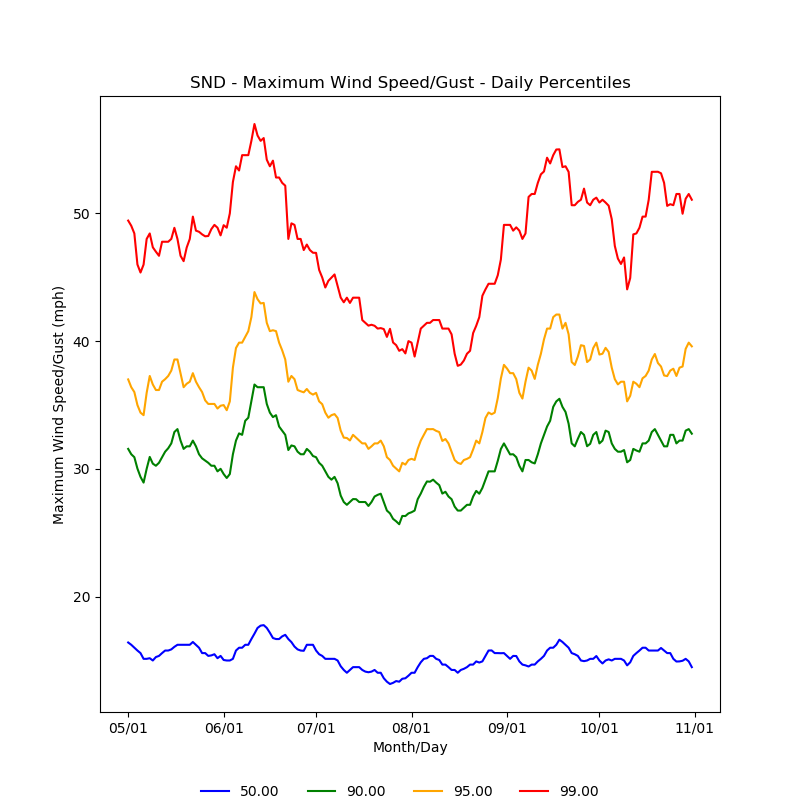 SND - Maximum Wind Speed/Gust - Daily Percentiles
50
40
30
20
Maximum Wind Speed/Gust (mph)
05/01 06/01 07/01 08/01 09/01 10/01 11/01
Month/Day
50.00 90.00 95.00 99.00